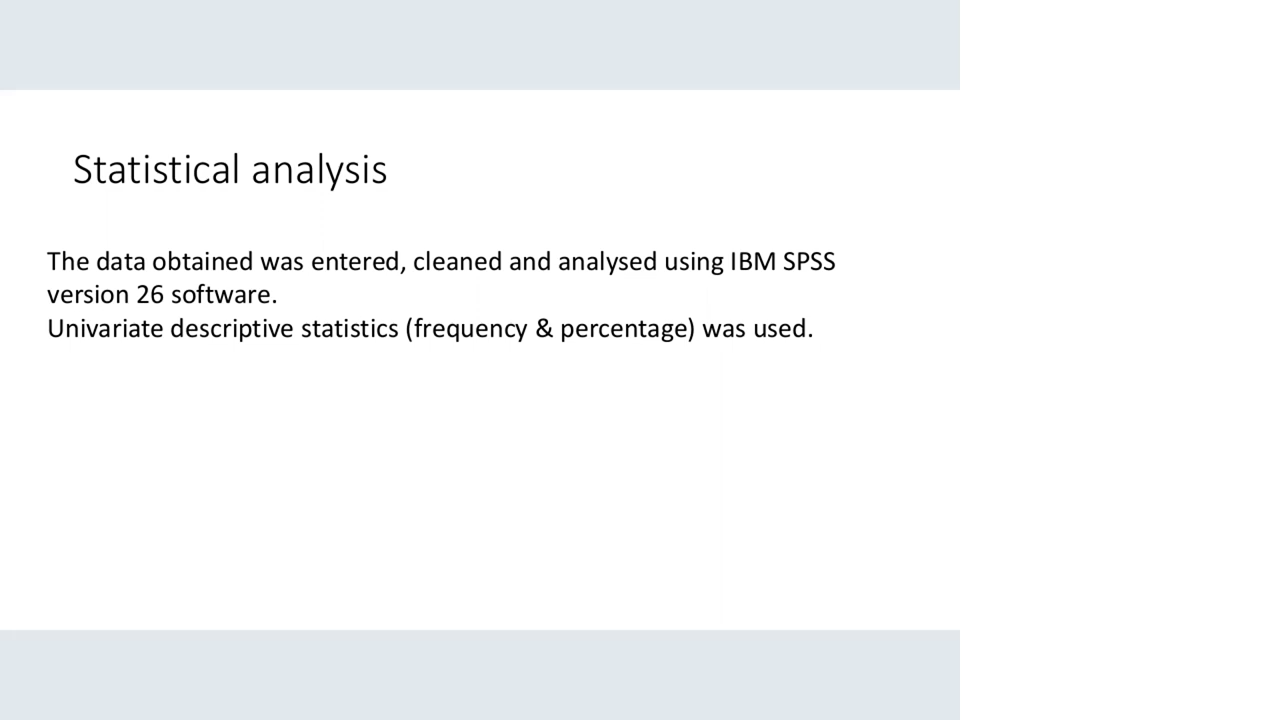 Statistical analysis
The data obtained was entered, cleaned and analysed using IBM SPSS
version 26 software.
Univariate descriptive statistics (frequency & percentage) was used.